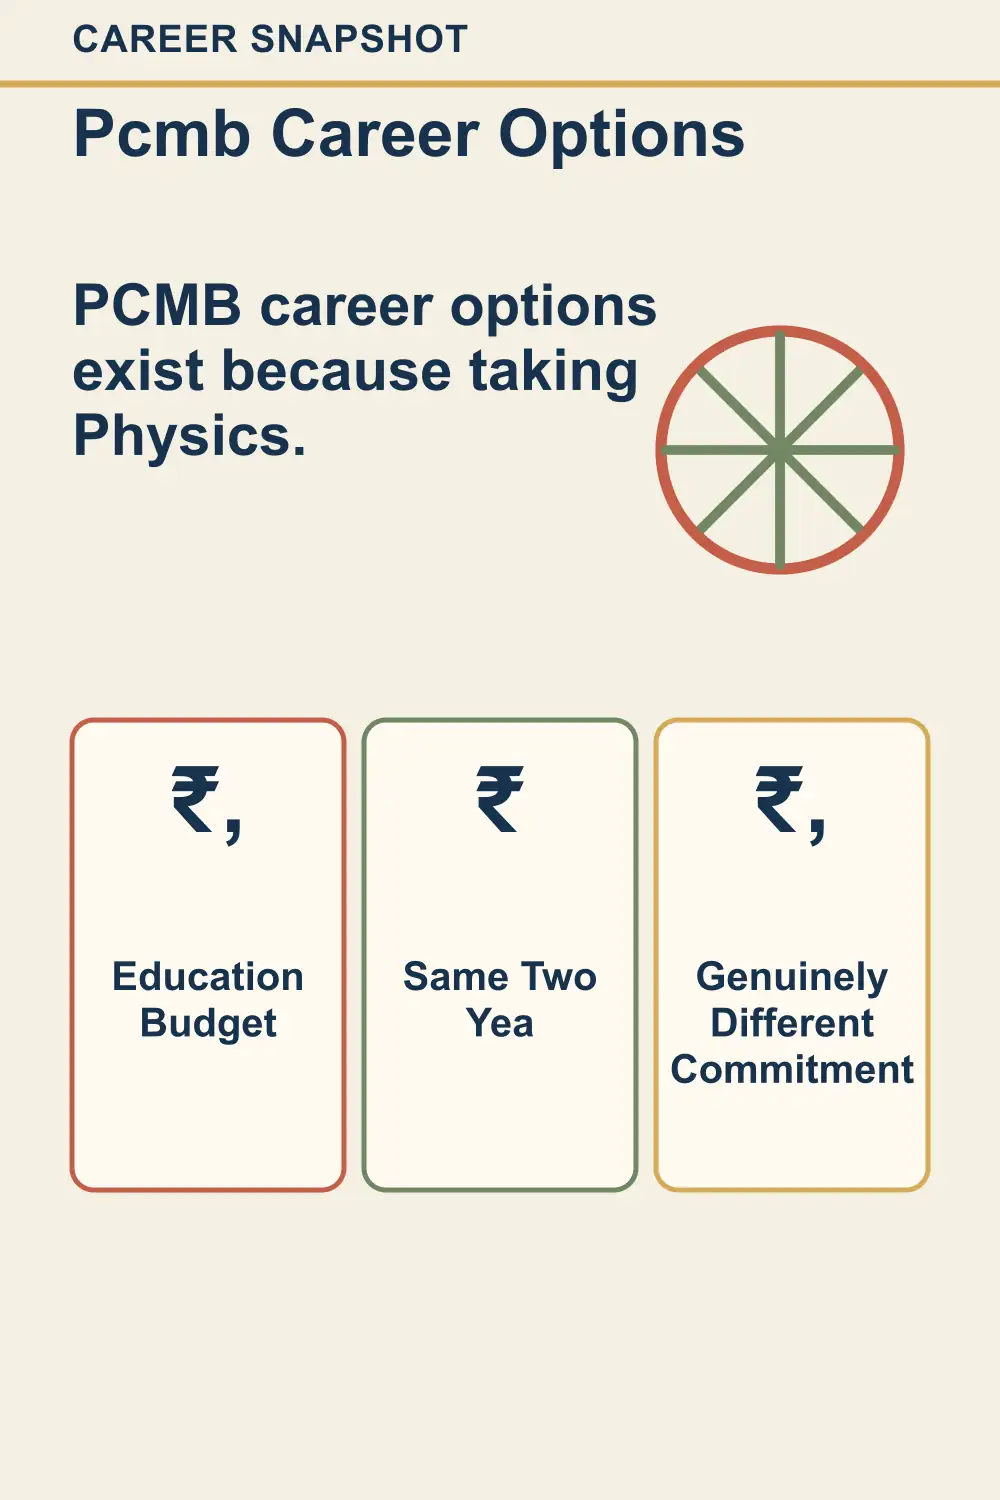 CAREER SNAPSHOT
Pcmb Career Options
PCMB career options
exist because taking
Physics.
₹,
Education
Budget
₹
Same Two
Yea
₹,
Genuinely
Different
Commitment